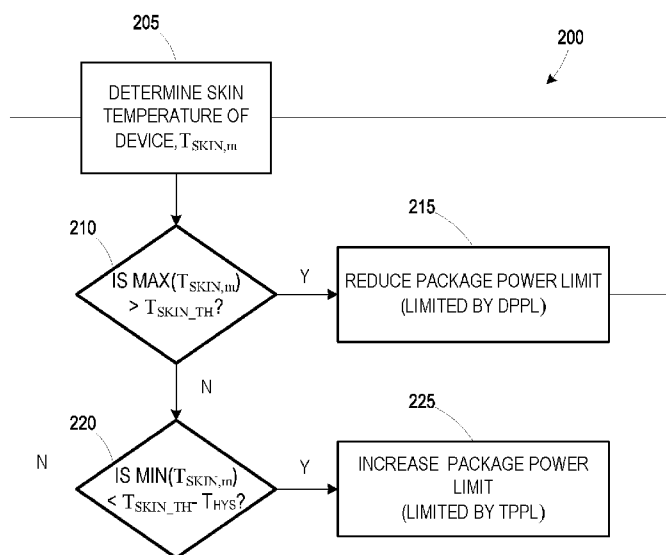 205
200
DETERMINE SKIN
TEMPERATURE OF
DEVICE,TSKIN,m
210
215
IS MAX(TSKIN,m)
> TSKIN_TH?
Y
REDUCE PACKAGE POWER LIMIT
(LIMITED BY DPPL)
N
220
225
N
IS MIN(TSKIN,m)
< TSKIN_TH- THYS?
Y
INCREASE PACKAGE POWER
LIMIT
(LIMITED BY TPPL)